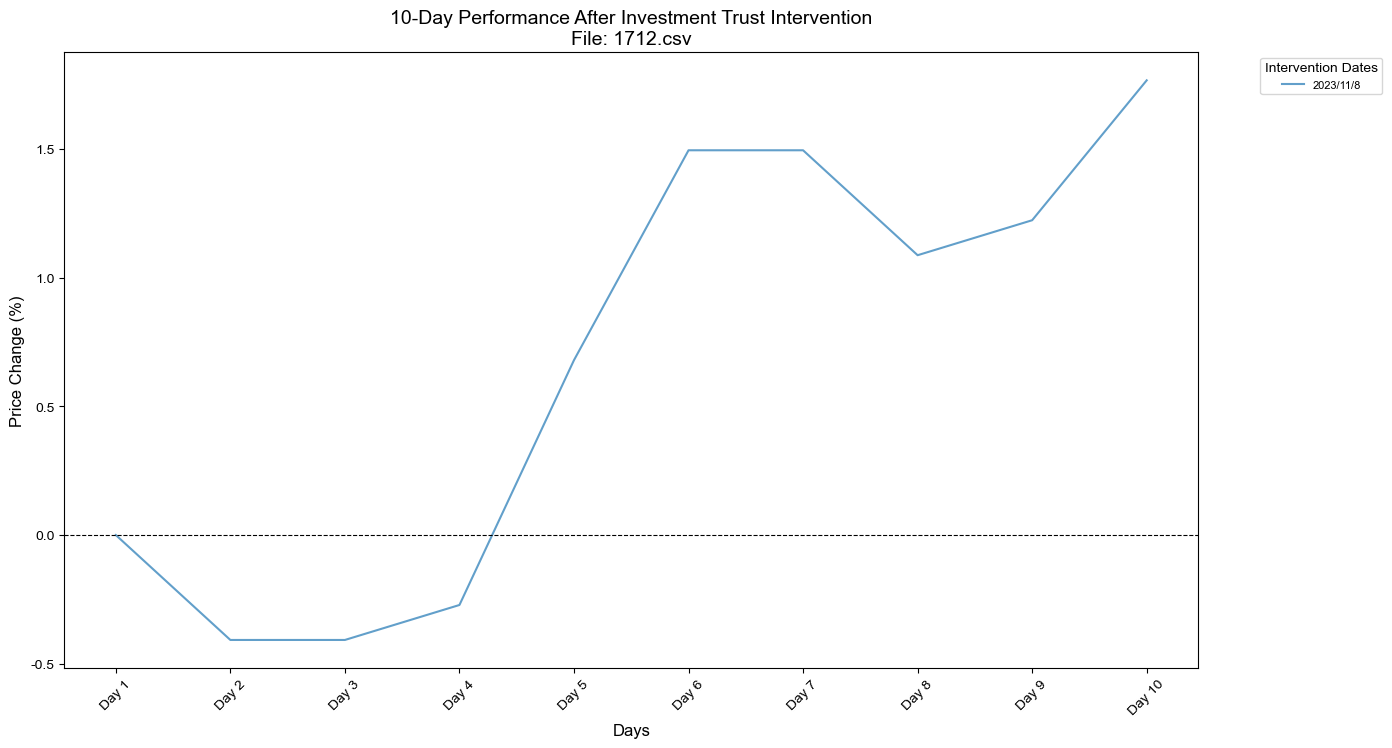 10-Day Performance After Investment Trust Intervention
File: 1712.csv
Intervention Dates
2023/11/8
Price Change (%)
1.5
1.0
0.5
0.0
-0.5
Day 1
Day 2
Day 3
Day 4
Day 5
Day 6
Day 7
Day 8
Day 9
Day 10
Days